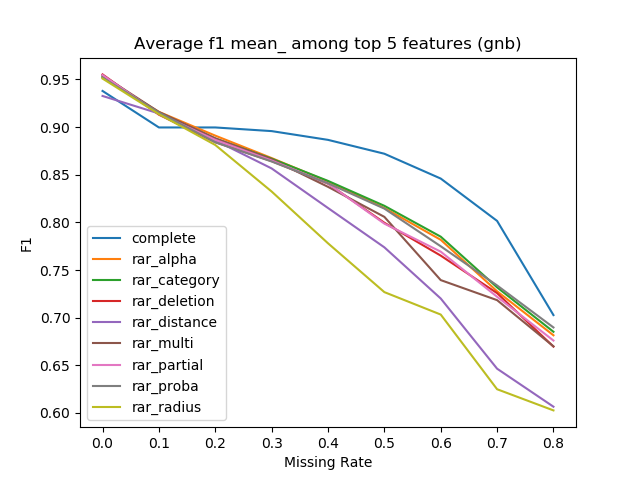 Average f1 mean_ among top 5 features (gnb)
F1
0.95
0.90
0.85
0.80
0.75
0.70
0.65
0.60
complete
rar_alpha
rar_category
rar_deletion
rar_distance
rar_multi
rar_partial
rar_proba
rar_radius
0.0 0.1 0.2 0.3 0.4 0.5 0.6 0.7 0.8
Missing Rate